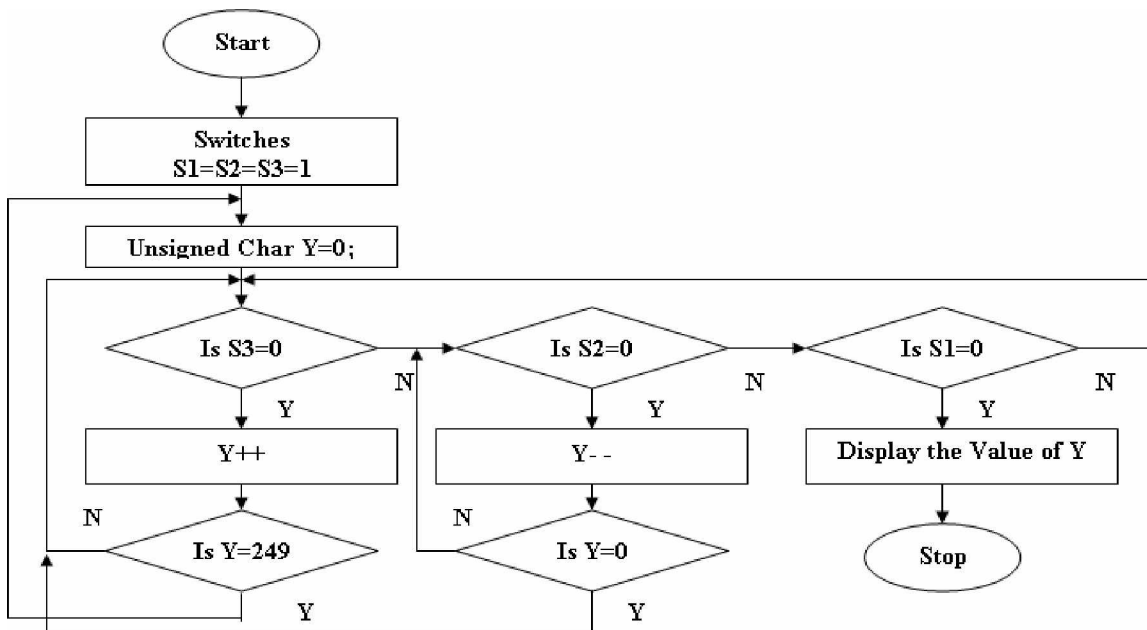 Start
Switches
S1=S2=S3=1
Unsigned Char Y=0;
Is S3=0
N
Is S2=0
N
Is S1=0
N
Y
Y
Y
Y++
Y- -
Display the Value of Y
N
Is Y=249
Y
N
Is Y=0
Y
Stop